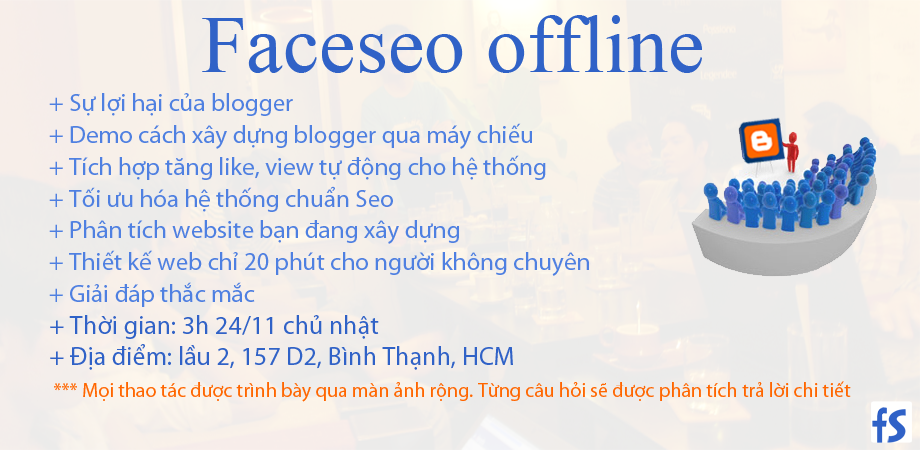 Faceseo offline
+ Sự lợi hại của blogger
+ Demo cách xây dựng blogger qua máy chiếu
+ Tích hợp tăng like, view tự động cho hệ thống
+ Tối ưu hóa hệ thống chuẩn Seo
+ Phân tích website bạn đang xây dựng
+ Thiết kế web chỉ 20 phút cho người không chuyên
+ Giải đáp thắc mắc
+ Thời gian: 3h 24/11 chủ nhật
+ Địa điểm: lầu 2, 157 D2, Bình Thạnh, HCM
*** Mọi thao tác được trình bày qua màn ảnh rộng. Từng câu hỏi sẽ được phân tích trả lời chi tiết
fS